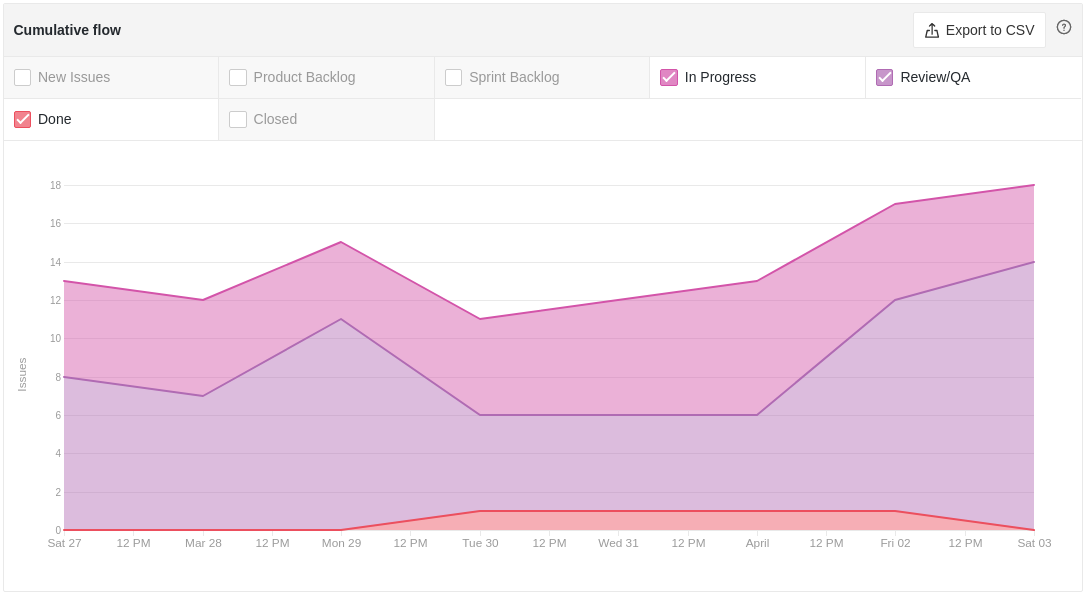 Cumulative flow
Export to CSV
New Issues
Product Backlog
Sprint Backlog
In Progress
Review/QA
Done
Closed
Issues
18
16
14
12
10
8
6
4
2
0
Sat 27 12 PM Mar 28 12 PM Mon 29 12 PM Tue 30 12 PM Wed 31 12 PM April 12 PM Fri 02 12 PM Sat 03